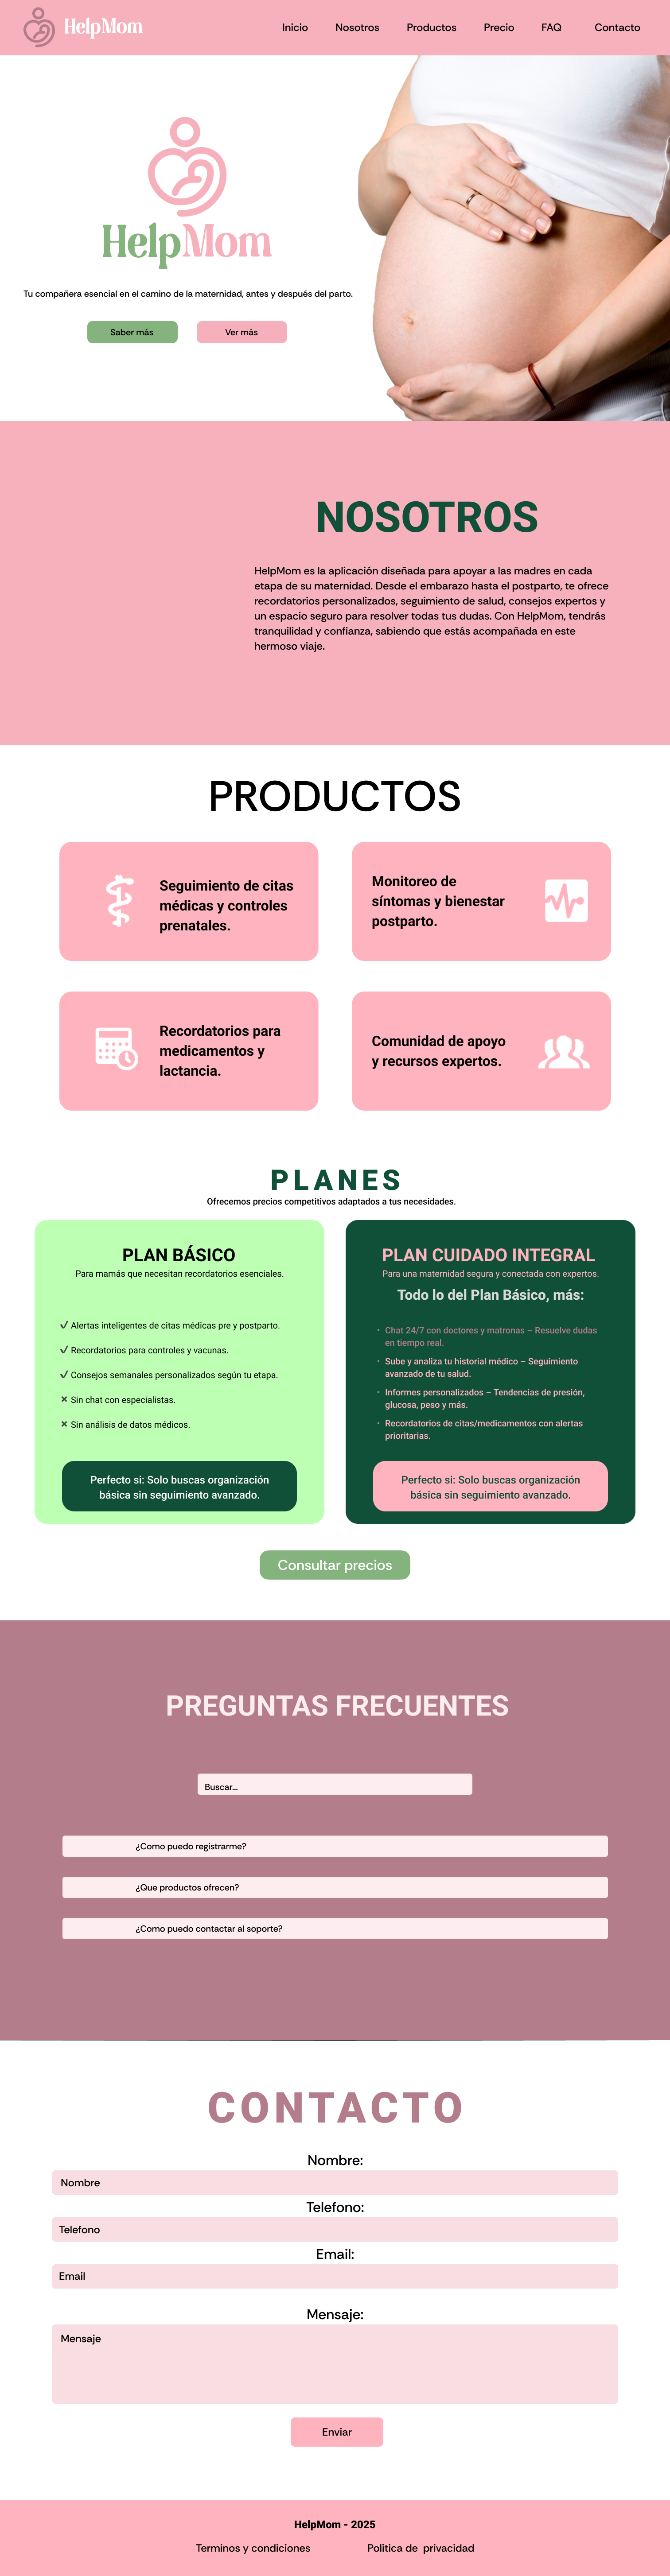 HelpMom
Inicio Nosotros Productos Precio FAQ Contacto
HelpMom
Tu compañera esencial en el camino de la maternidad, antes y después del parto.
Saber más Ver más
NOSOTROS
HelpMom es la aplicación diseñada para apoyar a las madres en cada
etapa de su maternidad. Desde el embarazo hasta el postparto, te ofrece
recordatorios personalizados, seguimiento de salud, consejos expertos y
un espacio seguro para resolver todas tus dudas. Con HelpMom, tendrás
tranquilidad y confianza, sabiendo que estás acompañada en este
hermoso viaje.
PRODUCTOS
Seguimiento de citas
médicas y controles
prenatales.
Monitoreo de
síntomas y bienestar
postparto.
Recordatorios para
medicamentos y
lactancia.
Comunidad de apoyo
y recursos expertos.
PLANES
Ofrecemos precios competitivos adaptados a tus necesidades.
PLAN BÁSICO
Para mamás que necesitan recordatorios esenciales.
✓ Alertas inteligentes de citas médicas pre y postparto.
✓ Recordatorios para controles y vacunas.
✓ Consejos semanales personalizados según tu etapa.
✕ Sin chat con especialistas.
✕ Sin análisis de datos médicos.
Perfecto si: Solo buscas organización
básica sin seguimiento avanzado.
PLAN CUIDADO INTEGRAL
Para una maternidad segura y conectada con expertos.
Todo lo del Plan Básico, más:
• Chat 24/7 con doctores y matronas – Resuelve dudas
en tiempo real.
• Sube y analiza tu historial médico – Seguimiento
avanzado de tu salud.
• Informes personalizados – Tendencias de presión,
glucosa, peso y más.
• Recordatorios de citas/medicamentos con alertas
prioritarias.
Perfecto si: Solo buscas organización
básica sin seguimiento avanzado.
Consultar precios
PREGUNTAS FRECUENTES
Buscar...
¿Como puedo registrarme?
¿Que productos ofrecen?
¿Como puedo contactar al soporte?
CONTACTO
Nombre:
Nombre
Telefono:
Telefono
Email:
Email
Mensaje:
Mensaje
Enviar
HelpMom - 2025
Terminos y condiciones Politica de privacidad